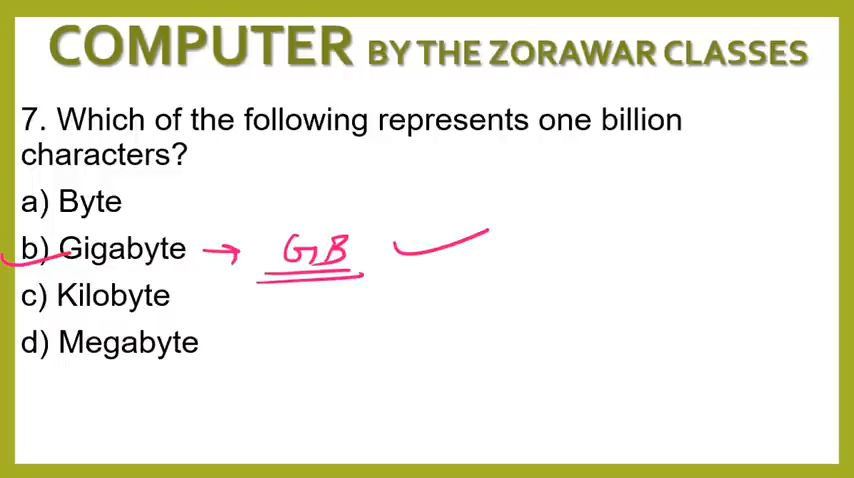 COMPUTER BY THE ZORAWAR CLASSES
7. Which of the following represents one billion
characters?
a) Byte
b) Gigabyte → GB
c) Kilobyte
d) Megabyte